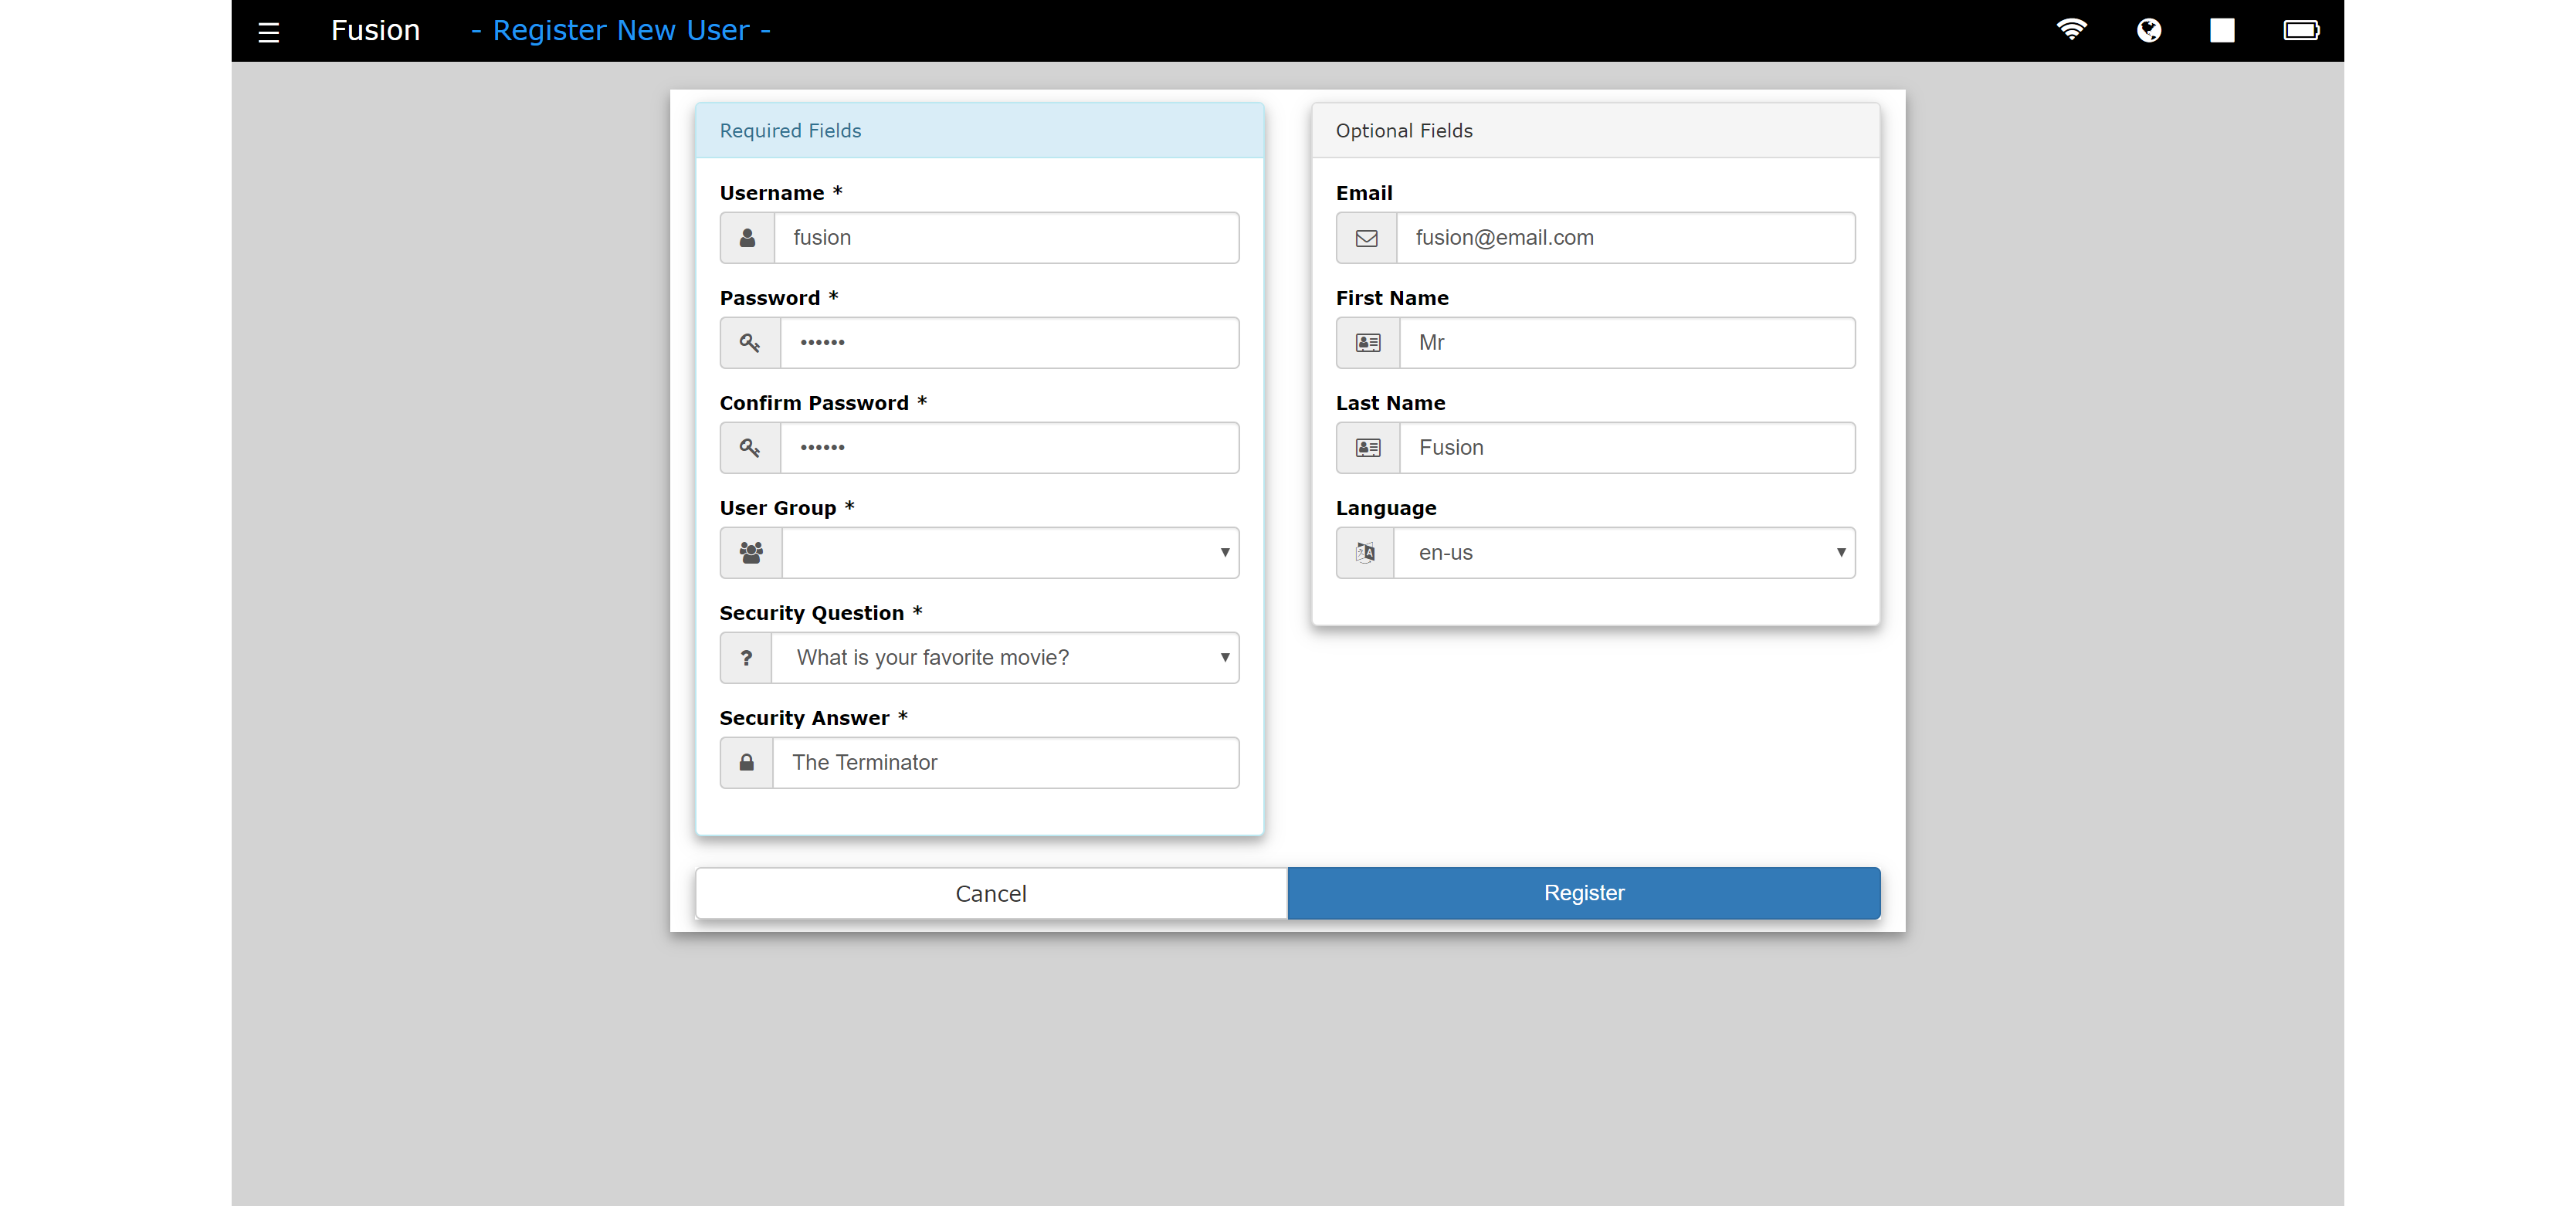 Fusion - Register New User -
Required Fields
Username *
fusion
Password *
••••••
Confirm Password *
••••••
User Group *
Security Question *
? What is your favorite movie?
Security Answer *
The Terminator
Optional Fields
Email
fusion@email.com
First Name
Mr
Last Name
Fusion
Language
en-us
Cancel
Register